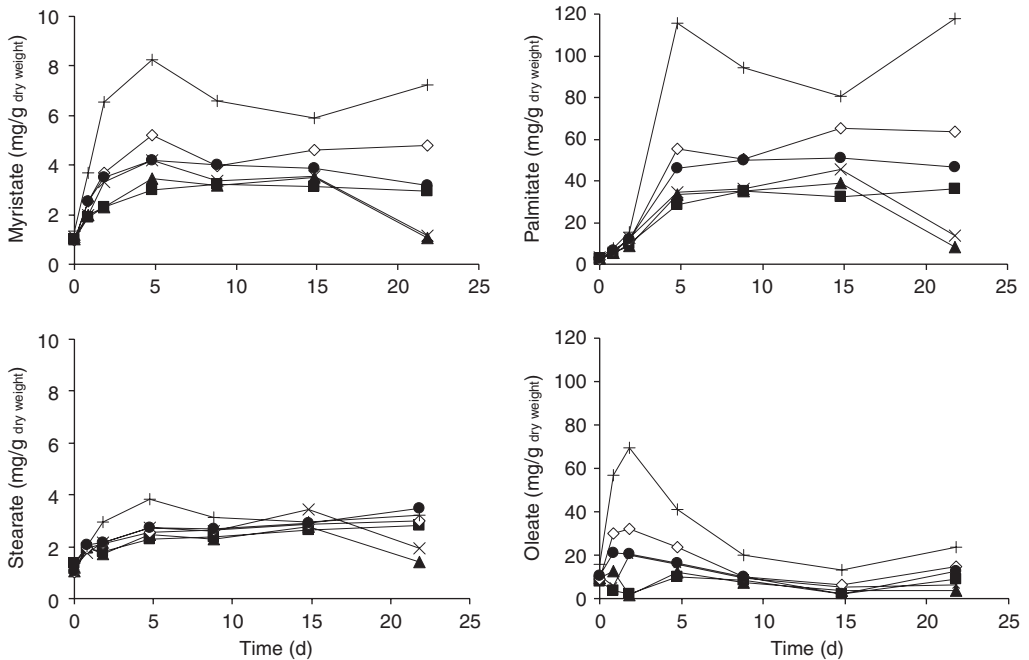 Myristate (mg/g dry weight)
10
8
6
4
2
0
0 5 10 15 20 25
Palmitate (mg/g dry weight)
120
100
80
60
40
20
0
0 5 10 15 20 25
Stearate (mg/g dry weight)
10
8
6
4
2
0
0 5 10 15 20 25
Time (d)
Oleate (mg/g dry weight)
120
100
80
60
40
20
0
0 5 10 15 20 25
Time (d)